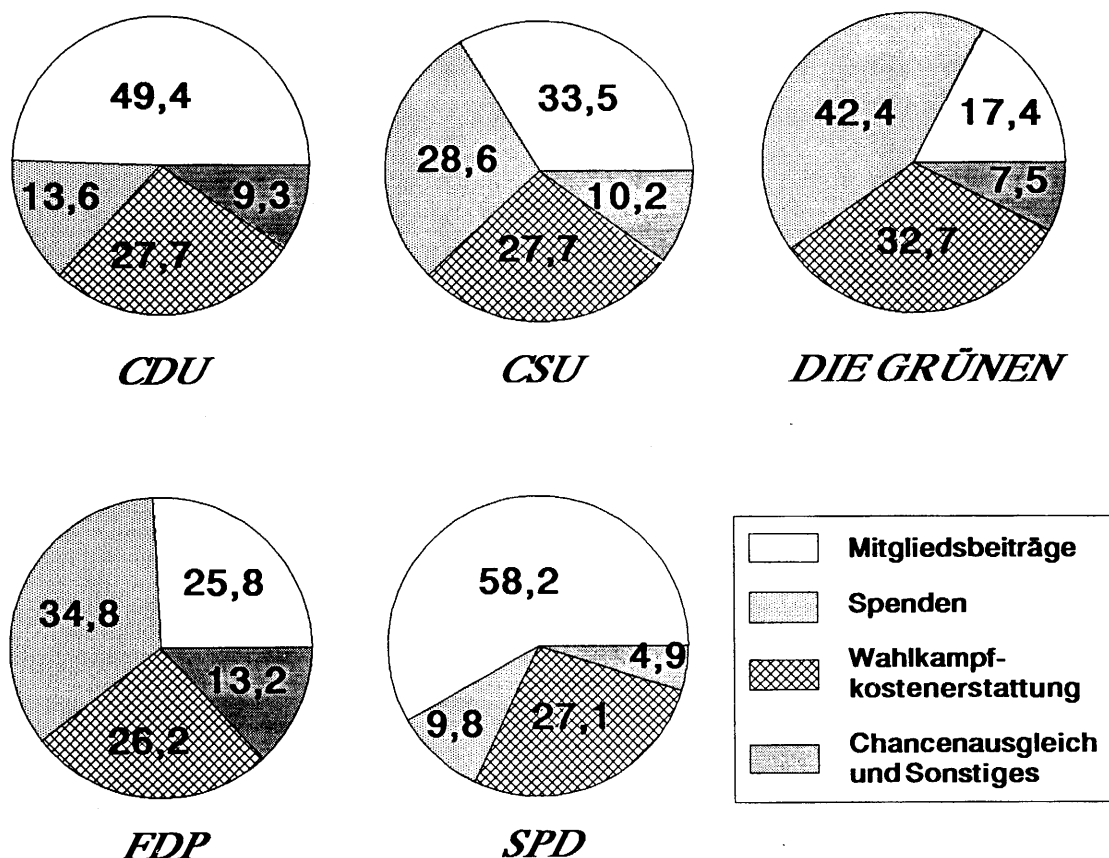 49,4
13,6
9,3
27,7
CDU
33,5
28,6
10,2
27,7
CSU
42,4
17,4
7,5
32,7
DIE GRÜNEN
25,8
34,8
13,2
26,2
FDP
58,2
4,9
9,8
27,1
SPD
Mitgliedsbeiträge
Spenden
Wahlkampf-
kostenerstattung
Chancenausgleich
und Sonstiges